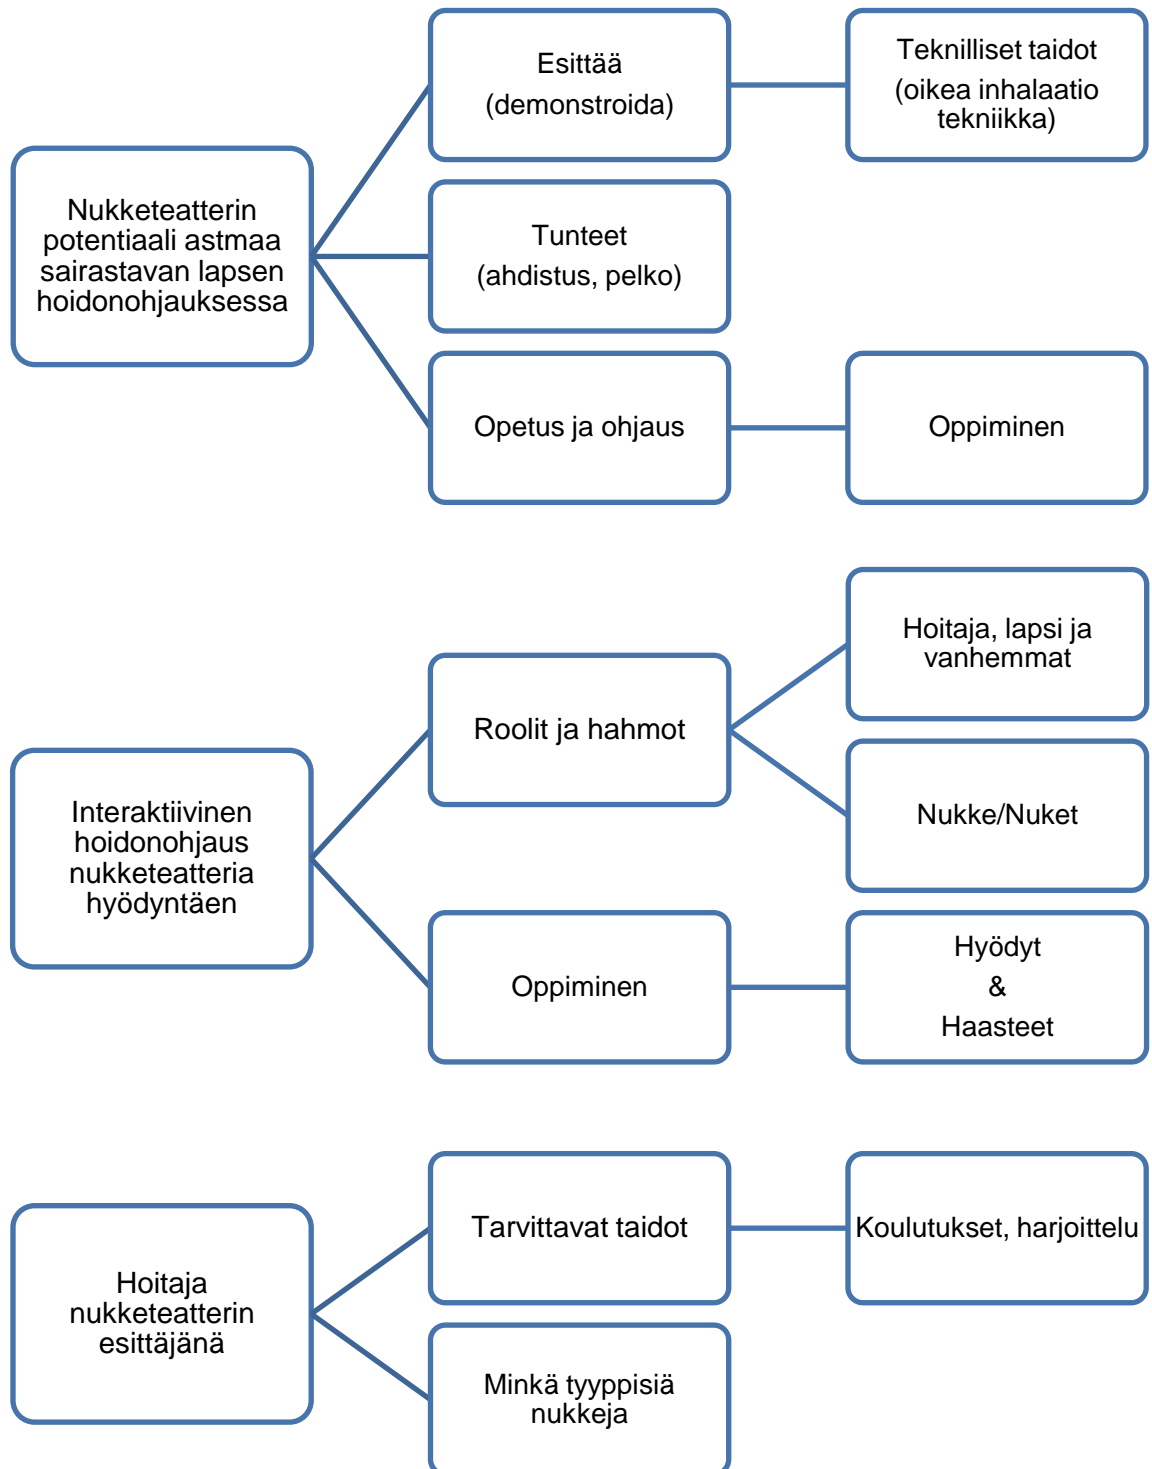 Nukketeatterin
potentiaali astmaa
sairastavan lapsen
hoidonohjauksessa
Esittää
(demonstroida)
Teknilliset taidot
(oikea inhalaatio
tekniikka)
Tunteet
(ahdistus, pelko)
Opetus ja ohjaus
Oppiminen
Interaktiivinen
hoidonohjaus
nukketeatteria
hyödyntäen
Roolit ja hahmot
Hoitaja, lapsi ja
vanhemmat
Nukke/Nuket
Oppiminen
Hyödyt
&
Haasteet
Hoitaja
nukketeatterin
esittäjänä
Tarvittavat taidot
Koulutukset, harjoittelu
Minkä tyyppisiä
nukkeja